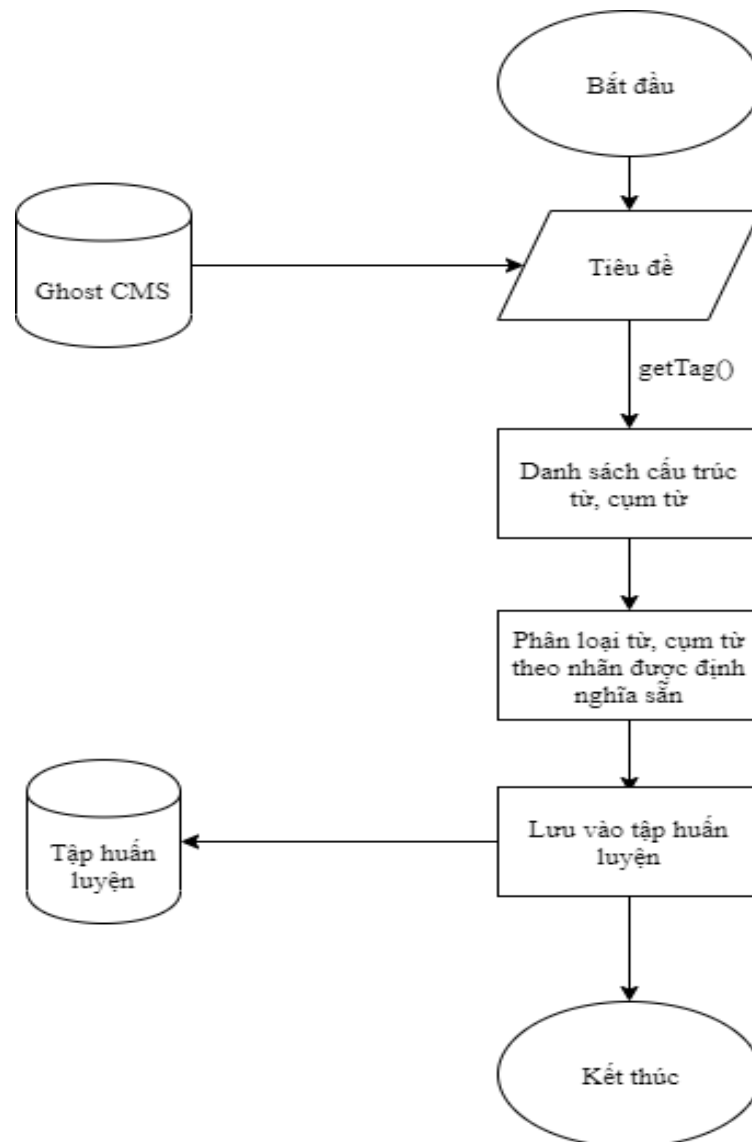 Bắt đầu
Ghost CMS
Tiêu đề
getTag()
Danh sách cấu trúc
từ, cụm từ
Phân loại từ, cụm từ
theo nhãn được định
nghĩa sẵn
Tập huấn
luyện
Lưu vào tập huấn
luyện
Kết thúc